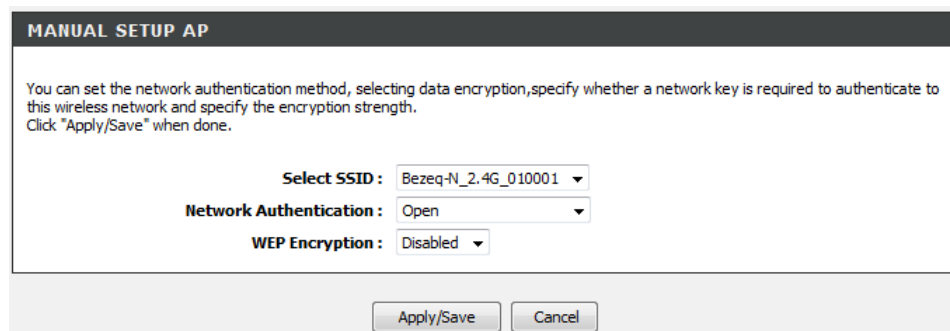 MANUAL SETUP AP
You can set the network authentication method, selecting data encryption,specify whether a network key is required to authenticate to
this wireless network and specify the encryption strength.
Click "Apply/Save" when done.
Select SSID : Bezeq-N_2.4G_010001
Network Authentication : Open
WEP Encryption : Disabled
Apply/Save Cancel